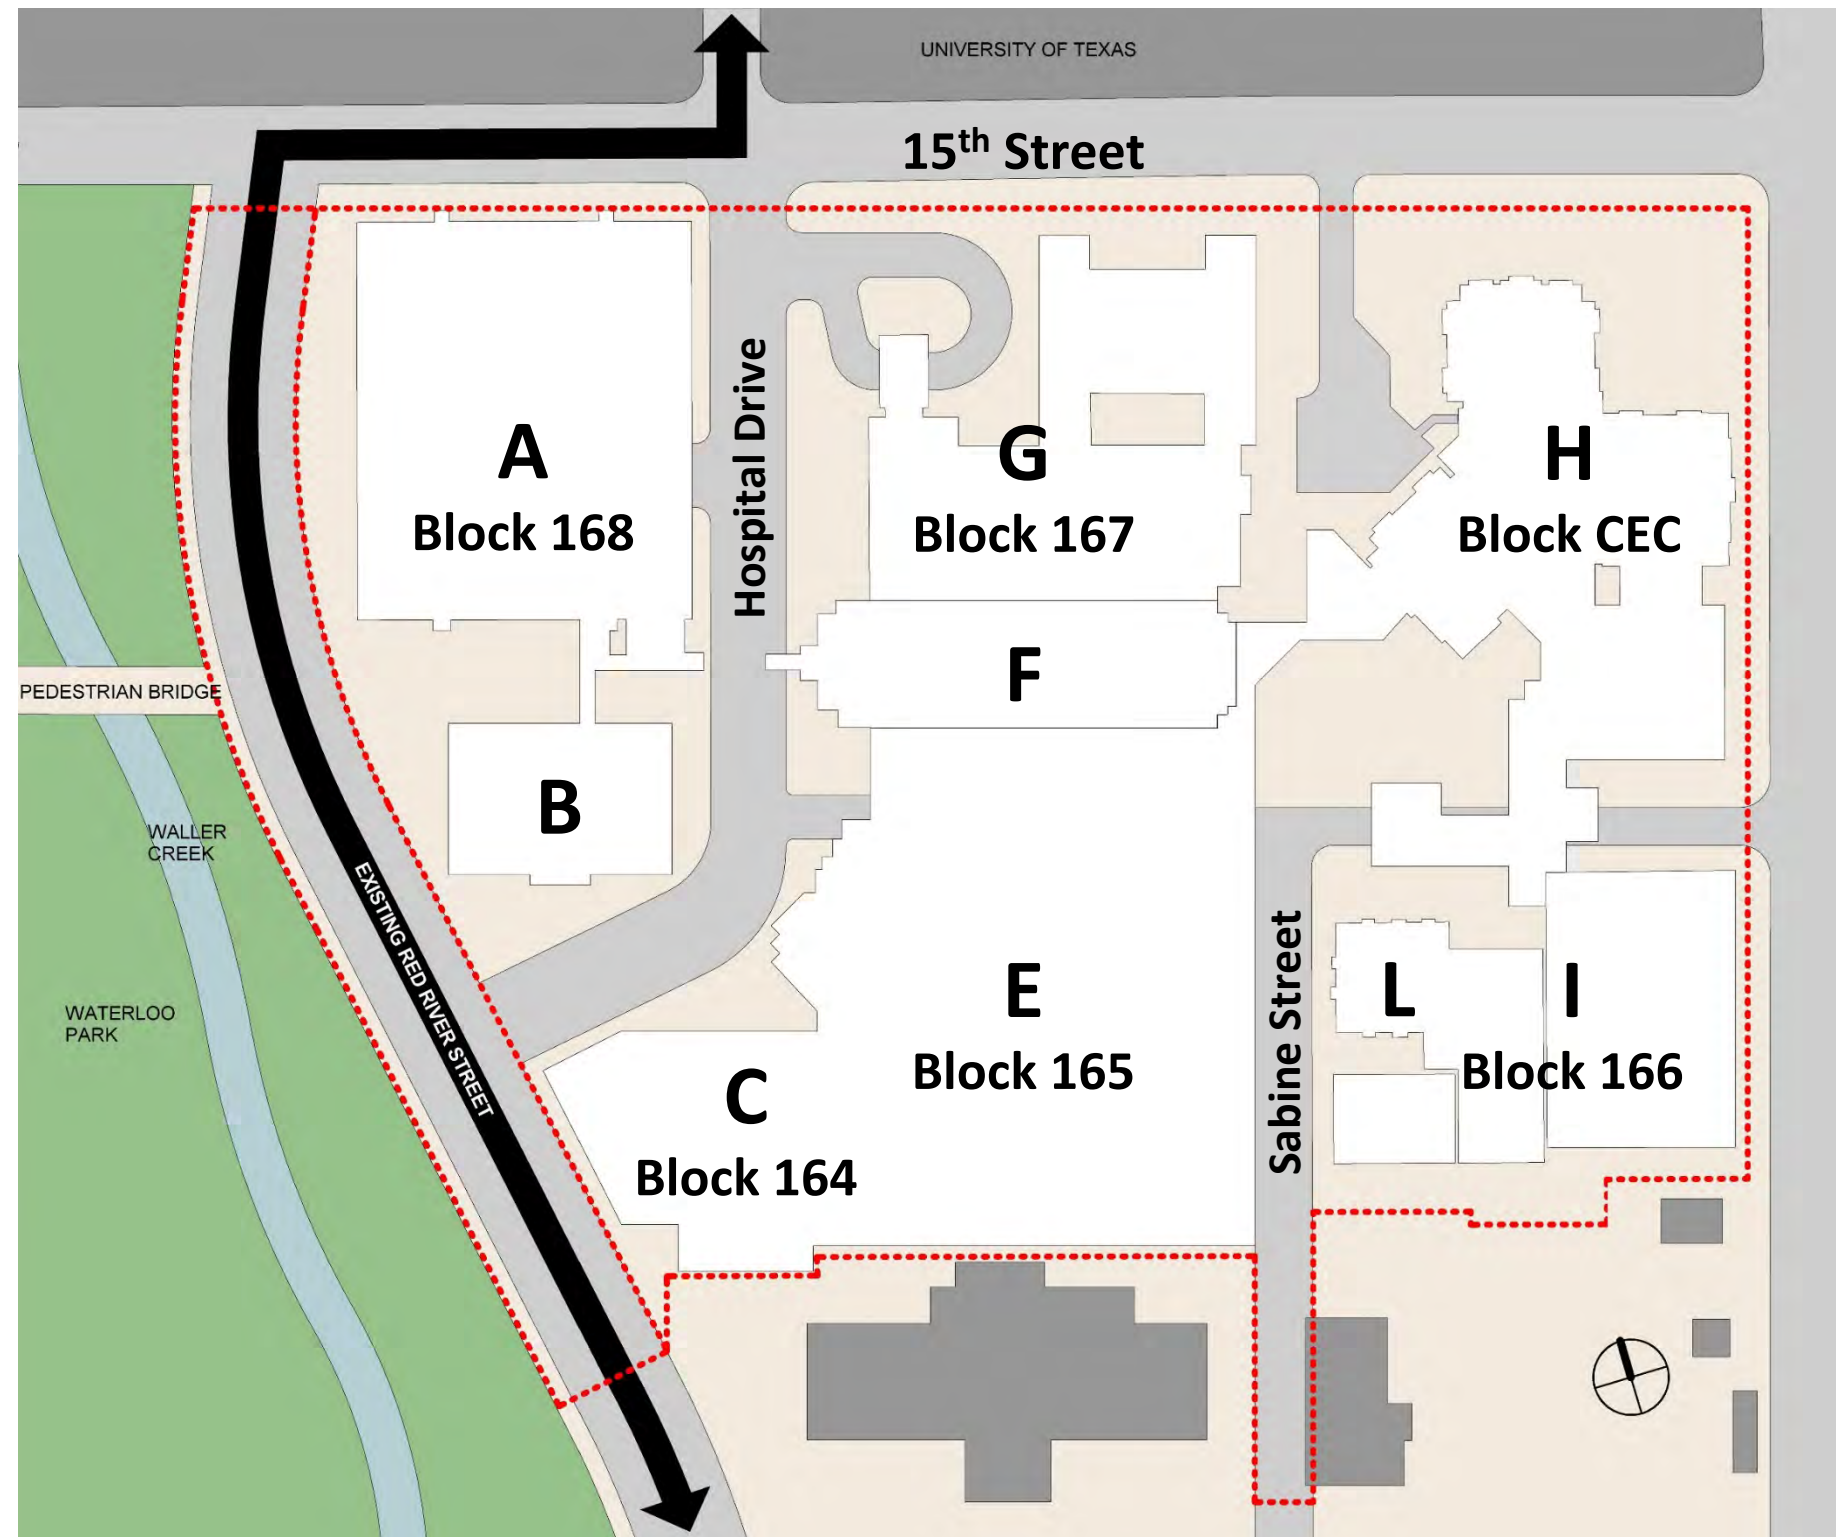 UNIVERSITY OF TEXAS
15th Street
Hospital Drive
A
Block 168
G
Block 167
H
Block CEC
F
PEDESTRIAN BRIDGE
B
WALLER
CREEK
EXISTING RED RIVER STREET
WATERLOO
PARK
E
Block 165
Sabine Street
L
I
Block 166
C
Block 164